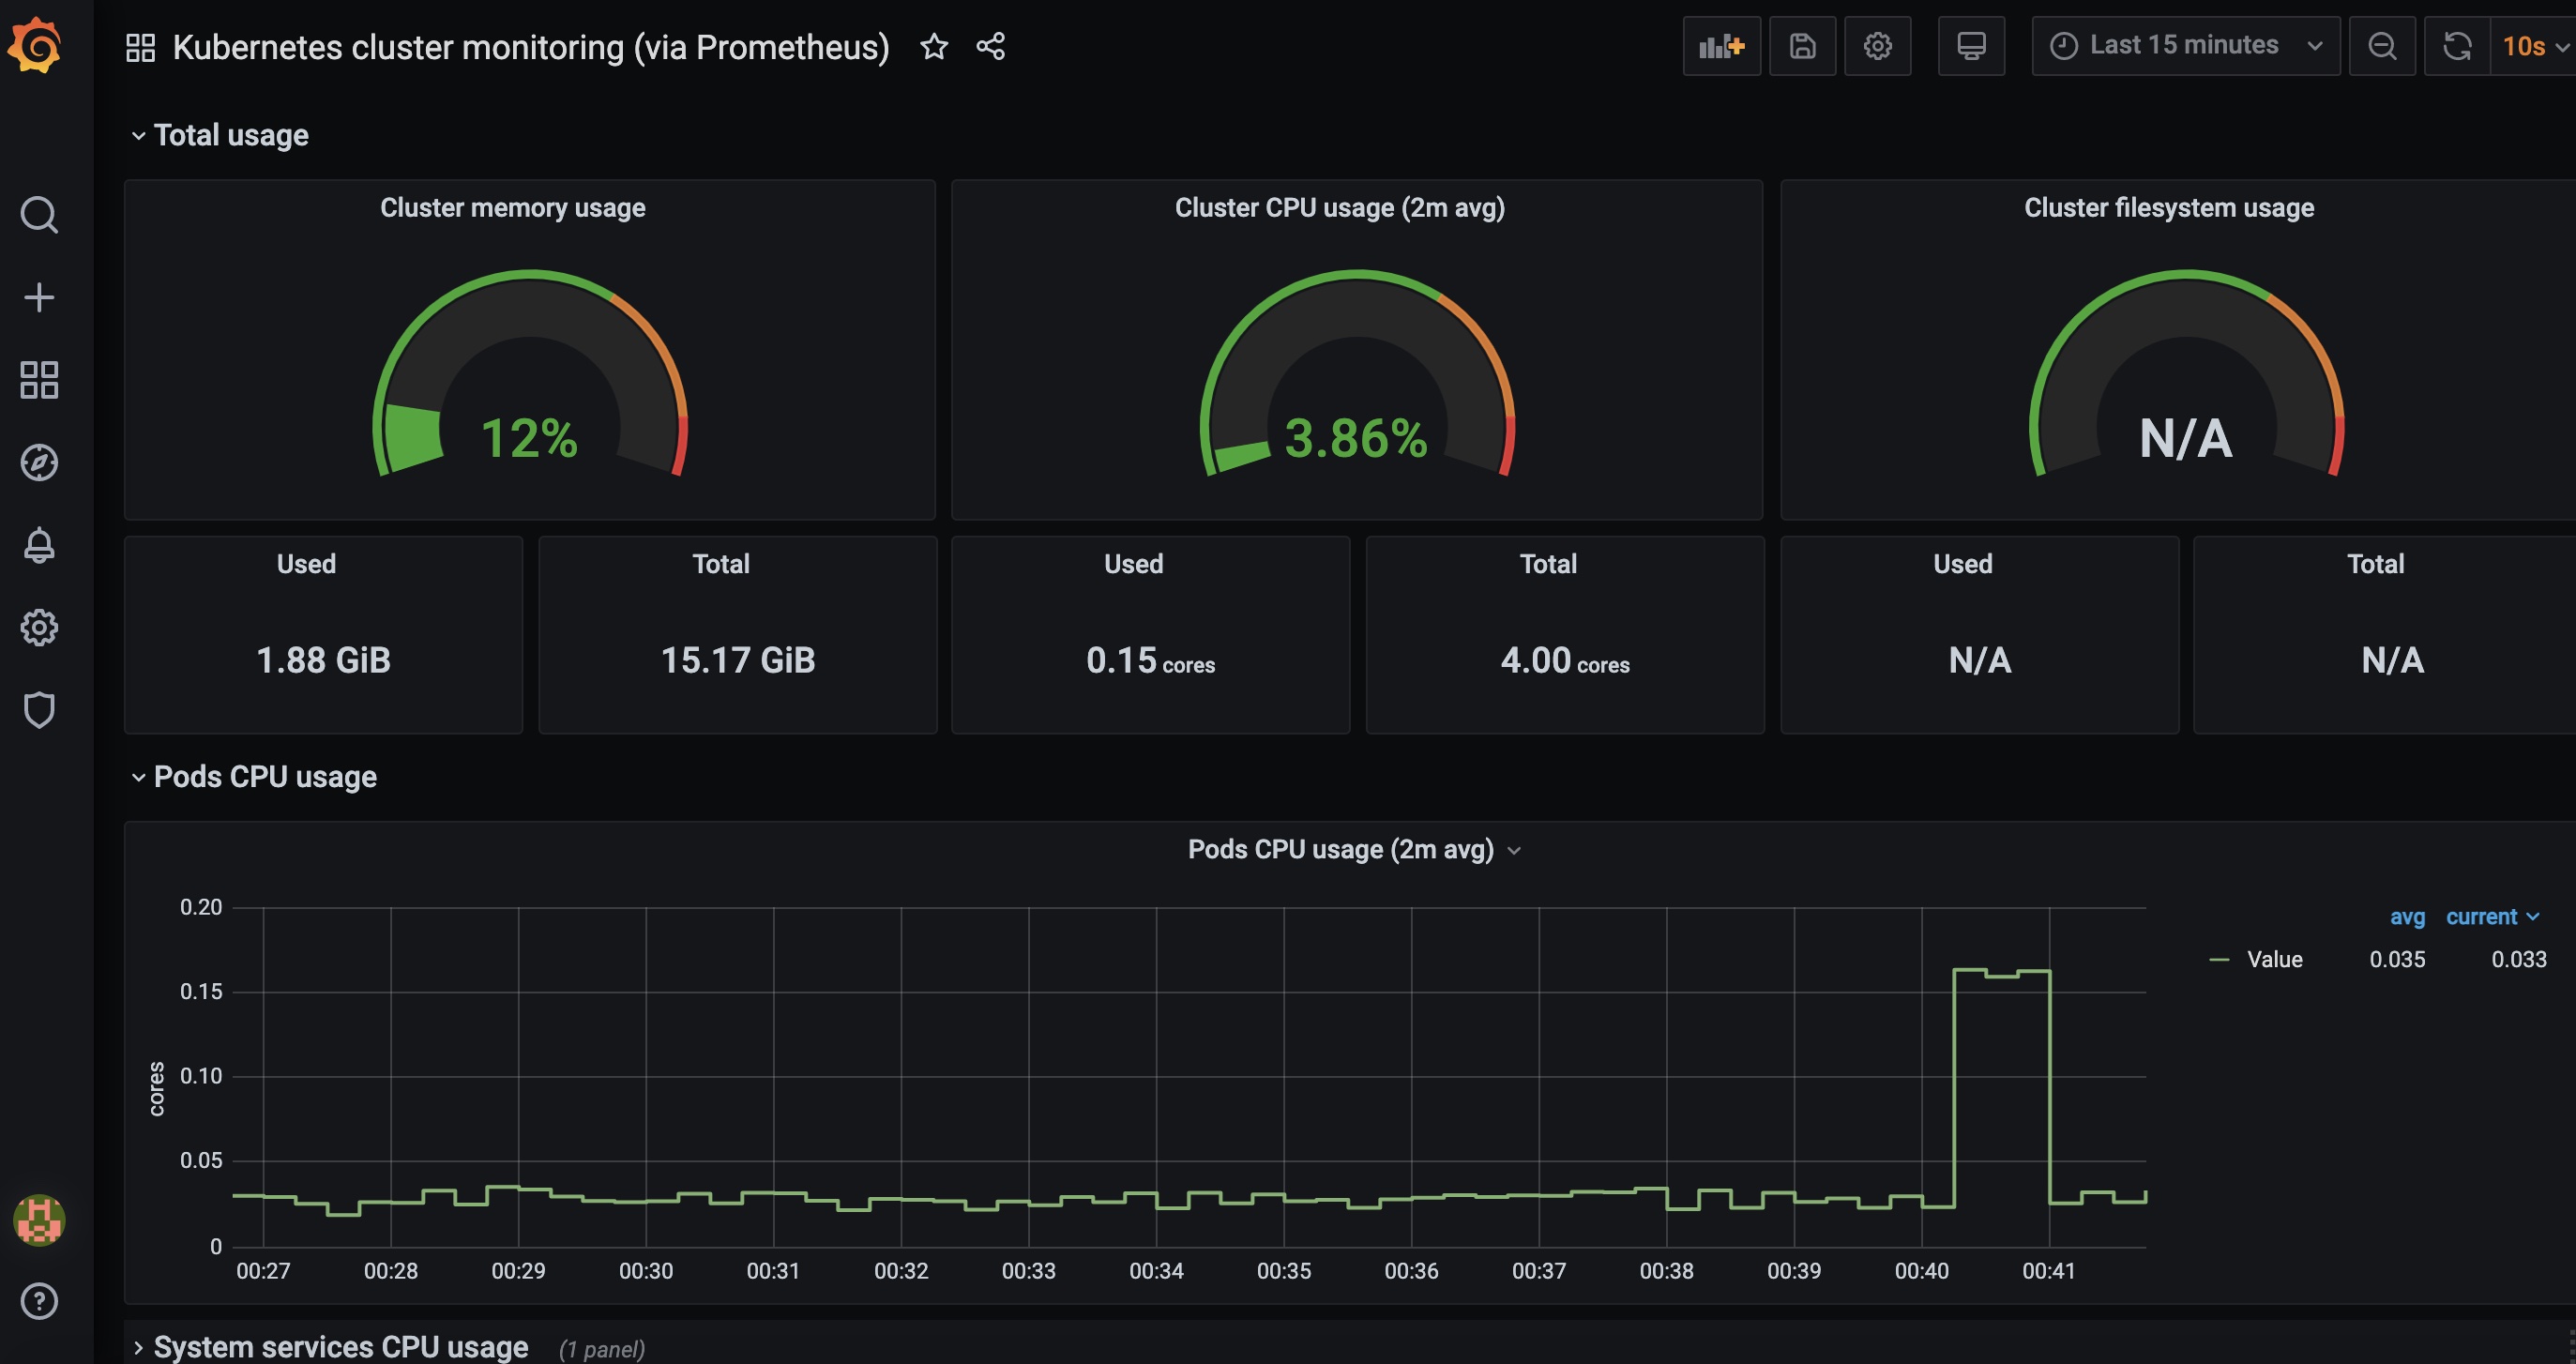 Kubernetes cluster monitoring (via Prometheus)
Last 15 minutes
10s
Total usage
Cluster memory usage
Cluster CPU usage (2m avg)
Cluster filesystem usage
12%
3.86%
N/A
Used
Total
Used
Total
Used
Total
1.88 GiB
15.17 GiB
0.15 cores
4.00 cores
N/A
N/A
Pods CPU usage
Pods CPU usage (2m avg)
0.20
0.15
0.10
0.05
0
cores
00:27
00:28
00:29
00:30
00:31
00:32
00:33
00:34
00:35
00:36
00:37
00:38
00:39
00:40
00:41
avg current
Value 0.035 0.033
System services CPU usage (1 panel)